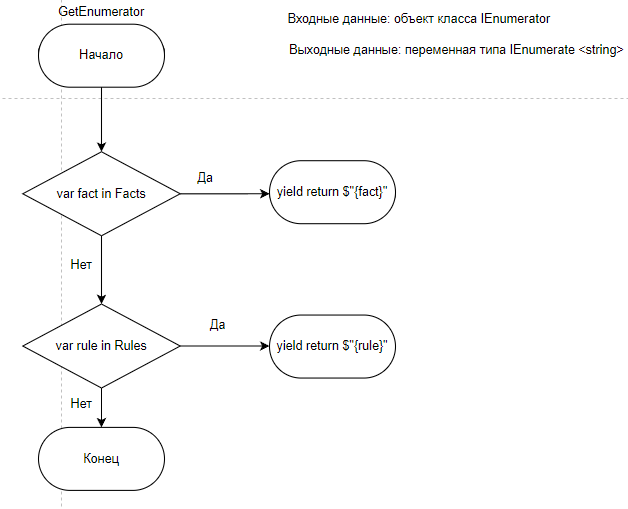 GetEnumerator
Входные данные: объект класса IEnumerator
Начало
Выходные данные: переменная типа IEnumerate <string>
var fact in Facts
Да
yield return $"{fact}"
Нет
var rule in Rules
Да
yield return $"{rule}"
Нет
Конец